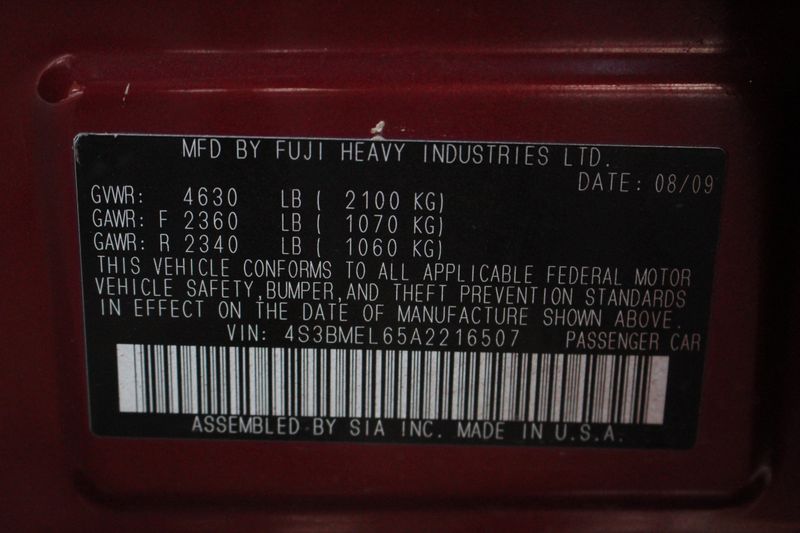 MFD BY FUJI HEAVY INDUSTRIES LTD.
DATE: 08/09
GVWR: 4630 LB ( 2100 KG)
GAWR: F 2360 LB ( 1070 KG)
GAWR: R 2340 LB ( 1060 KG)
THIS VEHICLE CONFORMS TO ALL APPLICABLE FEDERAL MOTOR
VEHICLE SAFETY, BUMPER, AND THEFT PREVENTION STANDARDS
IN EFFECT ON THE DATE OF MANUFACTURE SHOWN ABOVE.
VIN: 4S3BMEL65A2216507 PASSENGER CAR
ASSEMBLED BY SIA INC. MADE IN U.S.A.